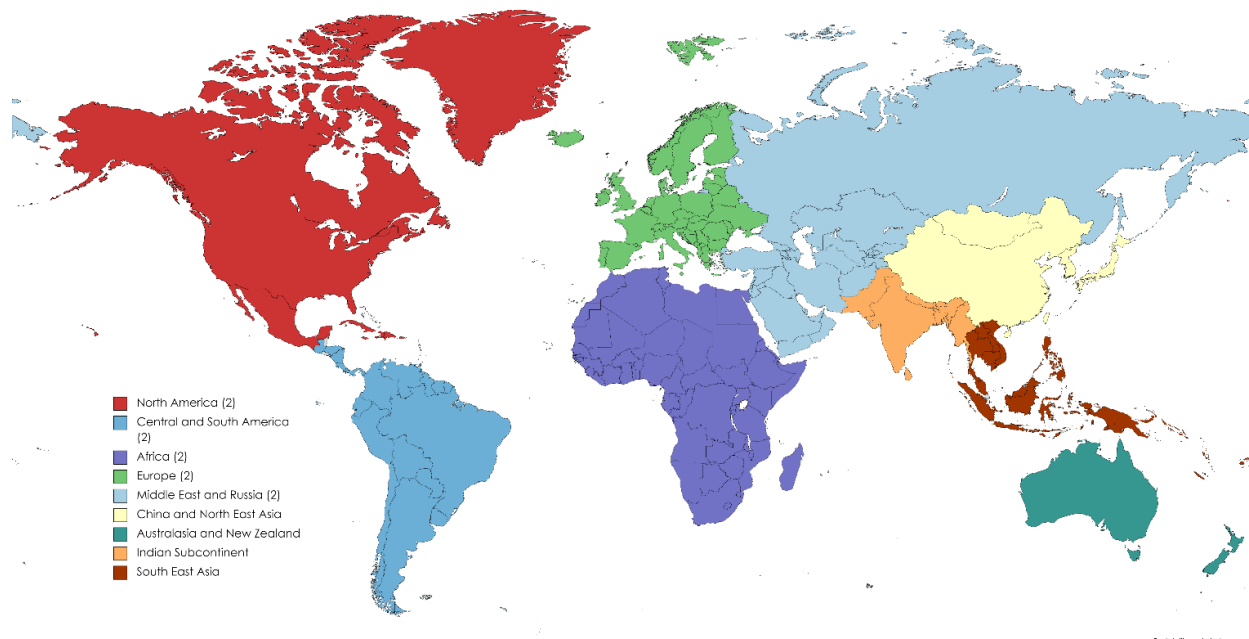 North America (2)
Central and South America
(2)
Africa (2)
Europe (2)
Middle East and Russia (2)
China and North East Asia
Australasia and New Zealand
Indian Subcontinent
South East Asia